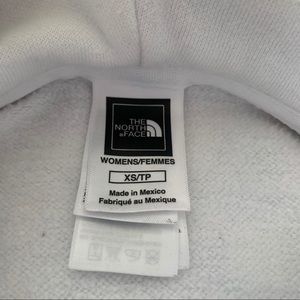 THE
NORTH
FACE
WOMENS/FEMMES
XS/TP
Made in Mexico
Fabriqué au Mexique